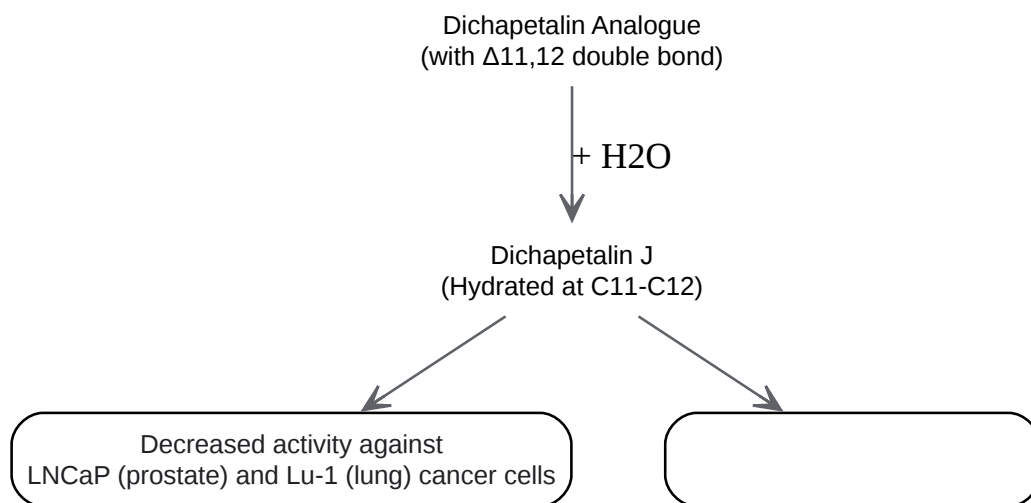 Dichapetalin Analogue
(with Δ11,12 double bond)
+ H2O
Dichapetalin J
(Hydrated at C11-C12)
Decreased activity against
LNCaP (prostate) and Lu-1 (lung) cancer cells